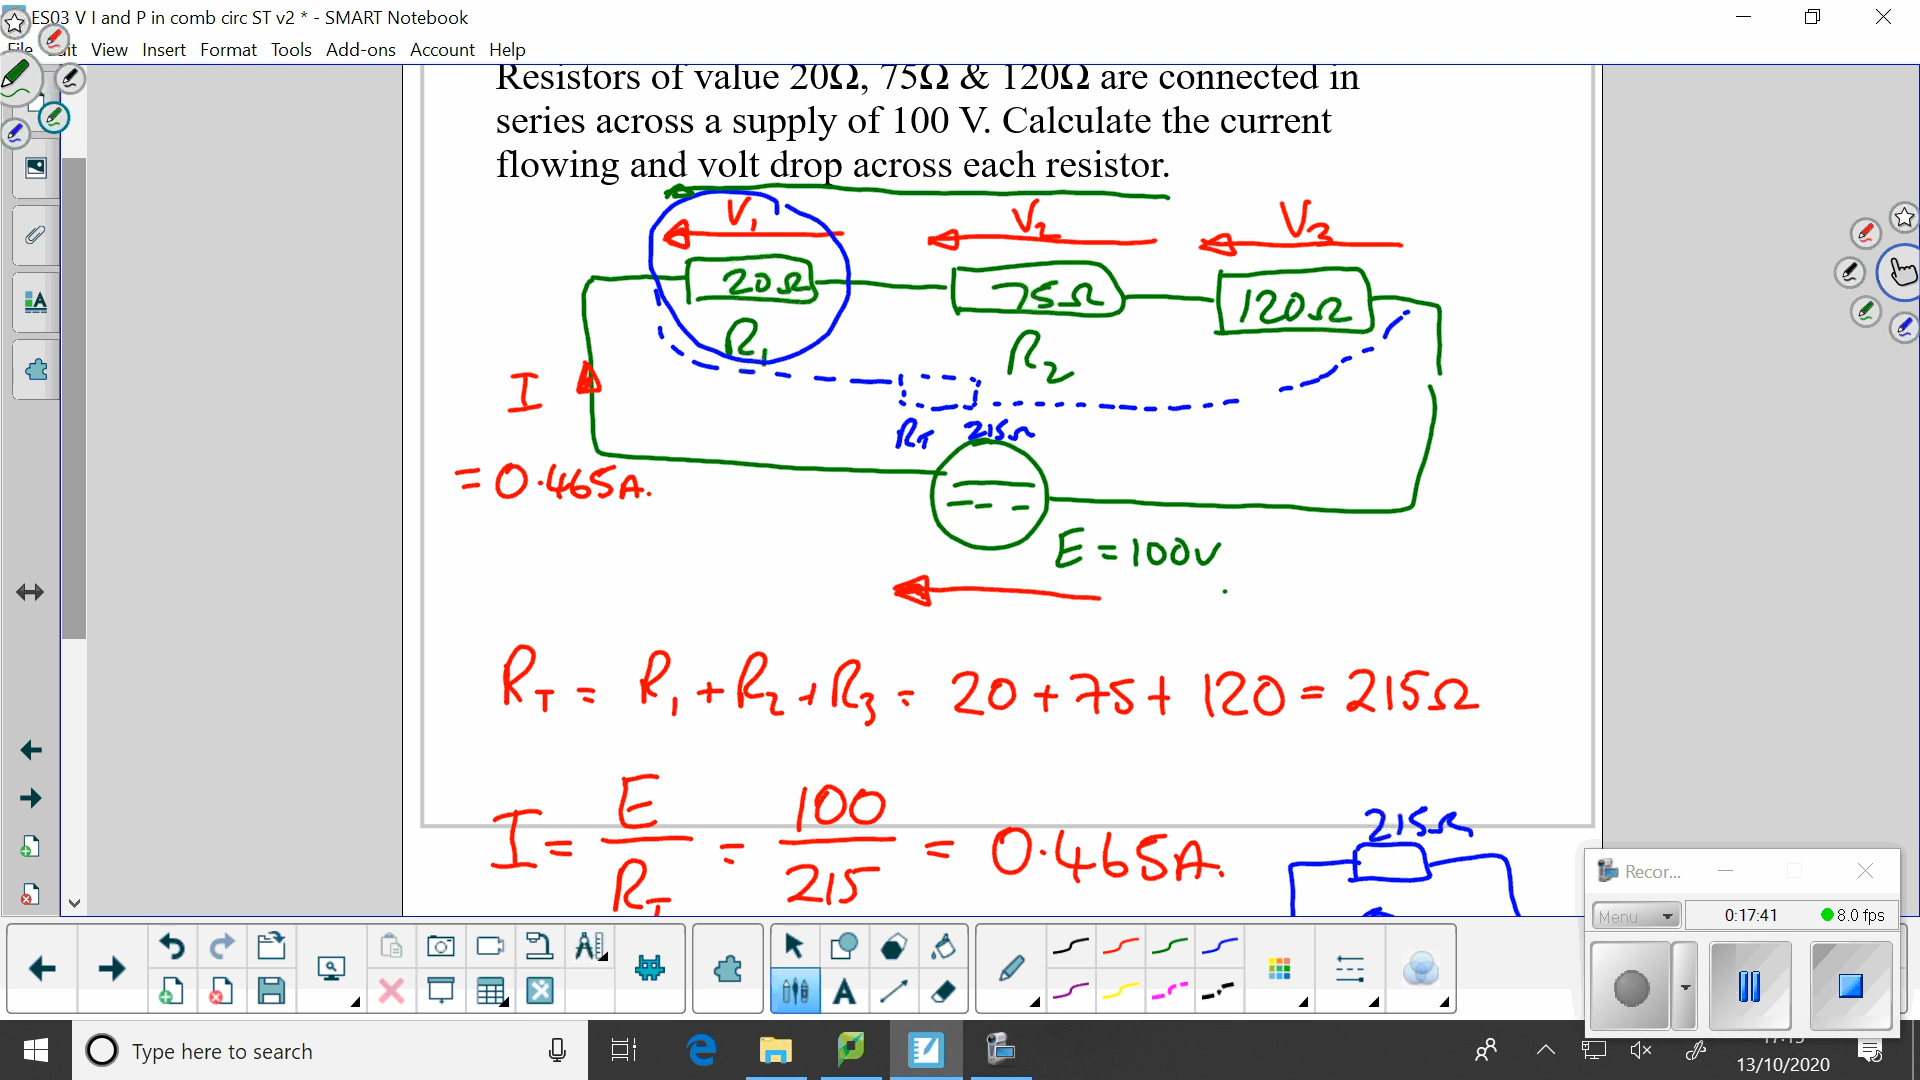 ES03 V I and P in comb circ ST v2 * - SMART Notebook
File Edit View Insert Format Tools Add-ons Account Help
Resistors of value 20Ω, 75Ω & 120Ω are connected in
series across a supply of 100 V. Calculate the current
flowing and volt drop across each resistor.
V1 V2 V3
20Ω 75Ω 120Ω
R1 R2
I
RT 215Ω
= 0.465A.
E = 100V
RT = R1 + R2 + R3 = 20 + 75 + 120 = 215Ω
I = E / RT = 100 / 215 = 0.465A.
215Ω
Recor...
Menu 0:17:41 8.0 fps
Type here to search
13/10/2020